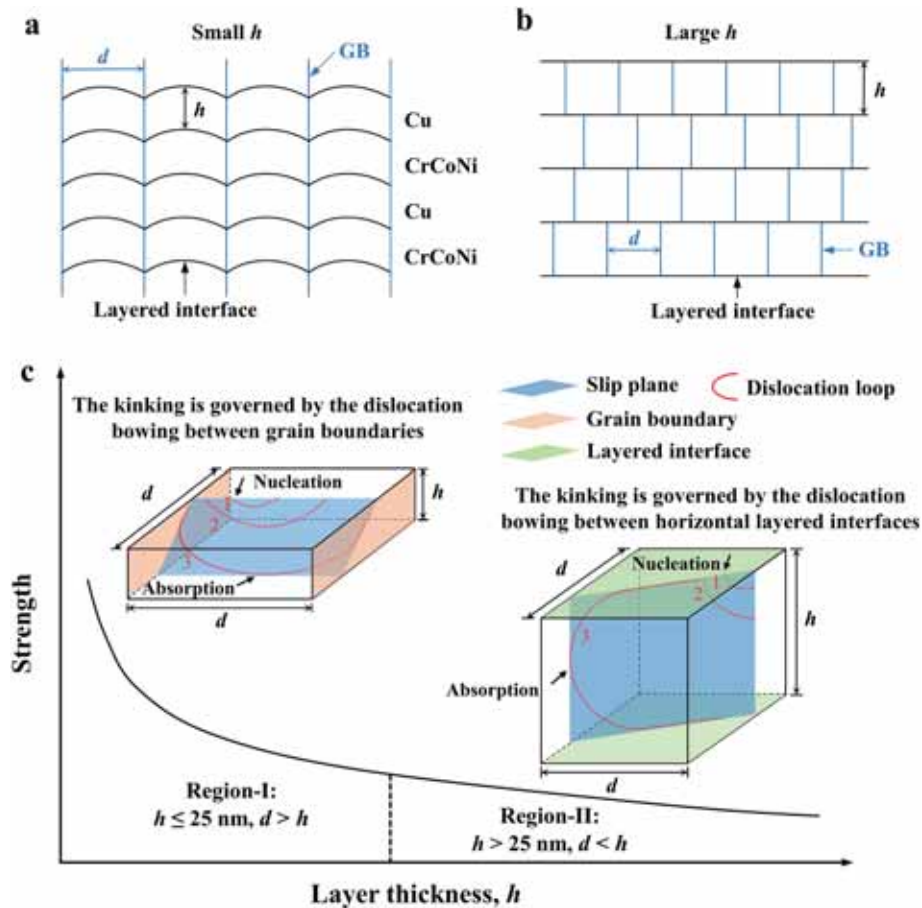 a
Small h
d
GB
h
Cu
CrCoNi
Cu
CrCoNi
Layered interface
b
Large h
h
d
GB
Layered interface
c
Slip plane
Dislocation loop
Grain boundary
Layered interface
The kinking is governed by the dislocation
bowing between grain boundaries
d
Nucleation
1
2
3
h
Absorption
d
The kinking is governed by the dislocation
bowing between horizontal layered interfaces
d
Nucleation
1
2
3
h
Absorption
d
Strength
Region-I:
h ≤ 25 nm, d > h
Region-II:
h > 25 nm, d < h
Layer thickness, h